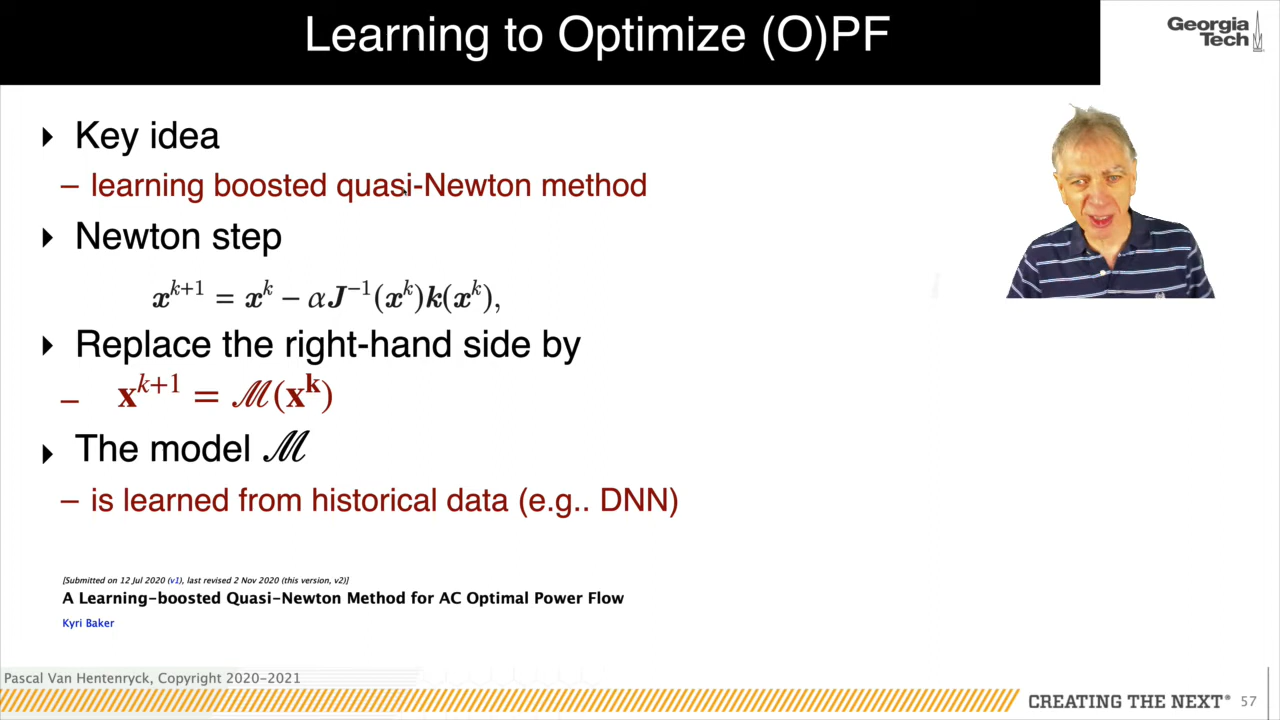 Learning to Optimize (O)PF
Georgia
Tech
Key idea
– learning boosted quasi-Newton method
Newton step
x^{k+1} = x^k − αJ^{−1}(x^k)k(x^k),
Replace the right-hand side by
– x^{k+1} = ℳ(x^k)
The model ℳ
– is learned from historical data (e.g.. DNN)
[Submitted on 12 Jul 2020 (v1), last revised 2 Nov 2020 (this version, v2)]
A Learning-boosted Quasi-Newton Method for AC Optimal Power Flow
Kyri Baker
Pascal Van Hentenryck, Copyright 2020-2021
CREATING THE NEXT® 57